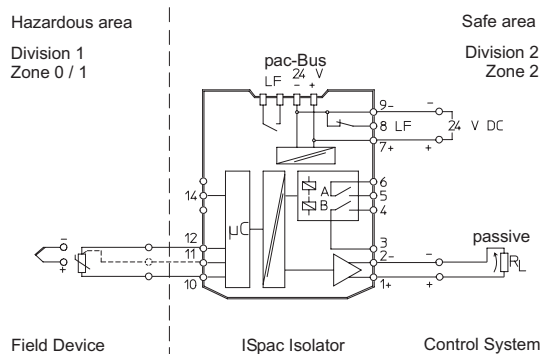 Hazardous area
Safe area
Division 1
Zone 0 / 1
Division 2
Zone 2
pac-Bus
LF 24 V
- +
9-
-
8 LF
24 V DC
7+
+
14
µC
A
B
6
5
4
12
11
10
3
2-
-
1+
+
passive
RL
-
+
Field Device
ISpac Isolator
Control System